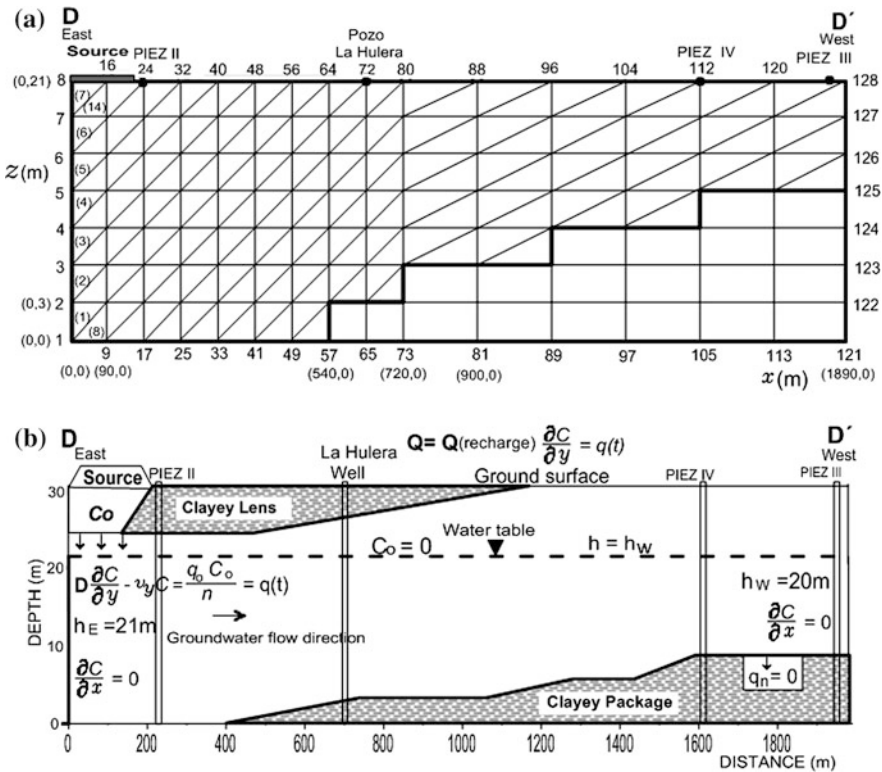 (a) D D´
East Pozo West
Source PIEZ II La Hulera PIEZ IV PIEZ III
16 24 32 40 48 56 64 72 80 88 96 104 112 120 128
(0,21) 8
(7)
(14)
7 127
(6)
6 126
z(m)
(5)
5 125
(4)
4 124
(3)
3 123
(2)
(0,3) 2 122
(1)
(8)
(0,0) 1
9 17 25 33 41 49 57 65 73 81 89 97 105 113 121
(0,0) (90,0) (540,0) (720,0) (900,0) x(m) (1890,0)
(b) D Q= Q(recharge) ∂C/∂y = q(t) D´
East La Hulera West
Source PIEZ II Well Ground surface PIEZ IV PIEZ III
30
Clayey Lens
Co
Water table
Co = 0 h = hw
20
D ∂C/∂y - υyC = qo Co/n = q(t) hw = 20m
hE = 21m
Groundwater flow direction
∂C/∂x = 0
∂C/∂x = 0
10
qn = 0
Clayey Package
0
DEPTH (m)
0 200 400 600 800 1000 1200 1400 1600 1800
DISTANCE (m)